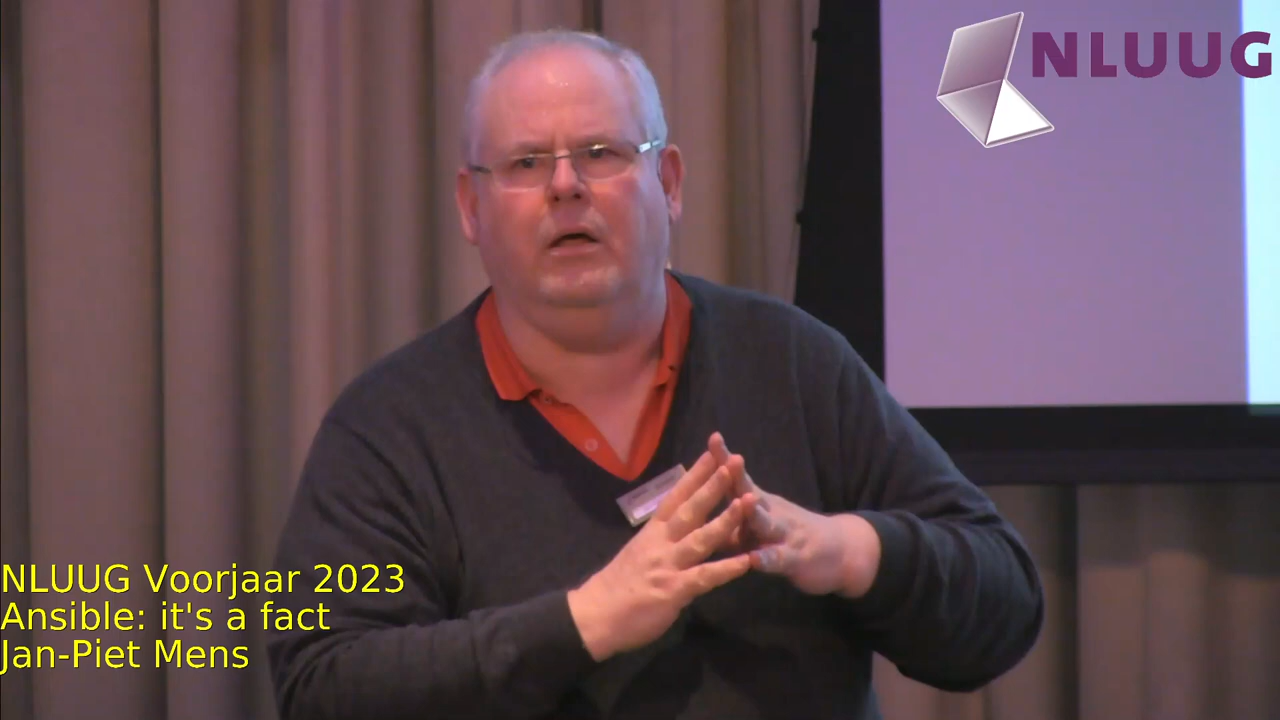 NLUUG
NLUUG Voorjaar 2023
Ansible: it's a fact
Jan-Piet Mens